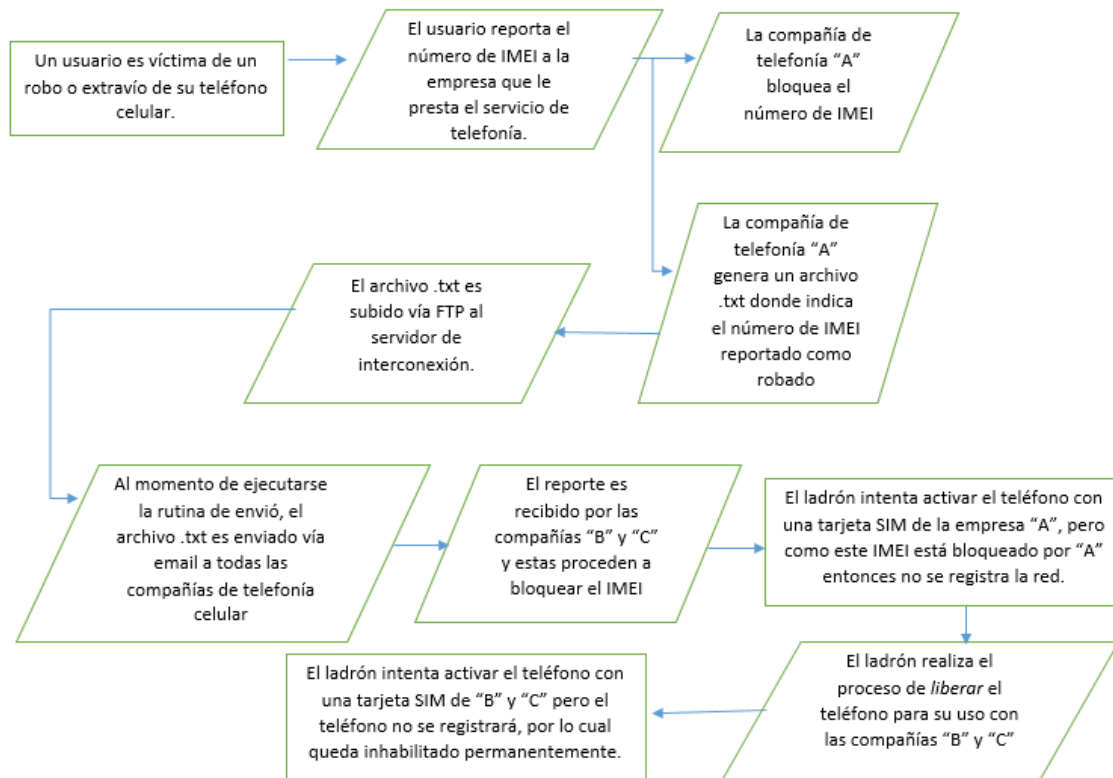 Un usuario es víctima de un
robo o extravío de su teléfono
celular.
El usuario reporta el
número de IMEI a la
empresa que le
presta el servicio de
telefonía.
La compañía de
telefonía “A”
bloquea el
número de IMEI
La compañía de
telefonía “A”
genera un archivo
.txt donde indica
el número de IMEI
reportado como
robado
El archivo .txt es
subido vía FTP al
servidor de
interconexión.
Al momento de ejecutarse
la rutina de envió, el
archivo .txt es enviado vía
email a todas las
compañías de telefonía
celular
El reporte es
recibido por las
compañías “B” y “C”
y estas proceden a
bloquear el IMEI
El ladrón intenta activar el teléfono con
una tarjeta SIM de la empresa “A”, pero
como este IMEI está bloqueado por “A”
entonces no se registra la red.
El ladrón realiza el
proceso de liberar el
teléfono para su uso con
las compañías “B” y “C”
El ladrón intenta activar el teléfono con
una tarjeta SIM de “B” y “C” pero el
teléfono no se registrará, por lo cual
queda inhabilitado permanentemente.